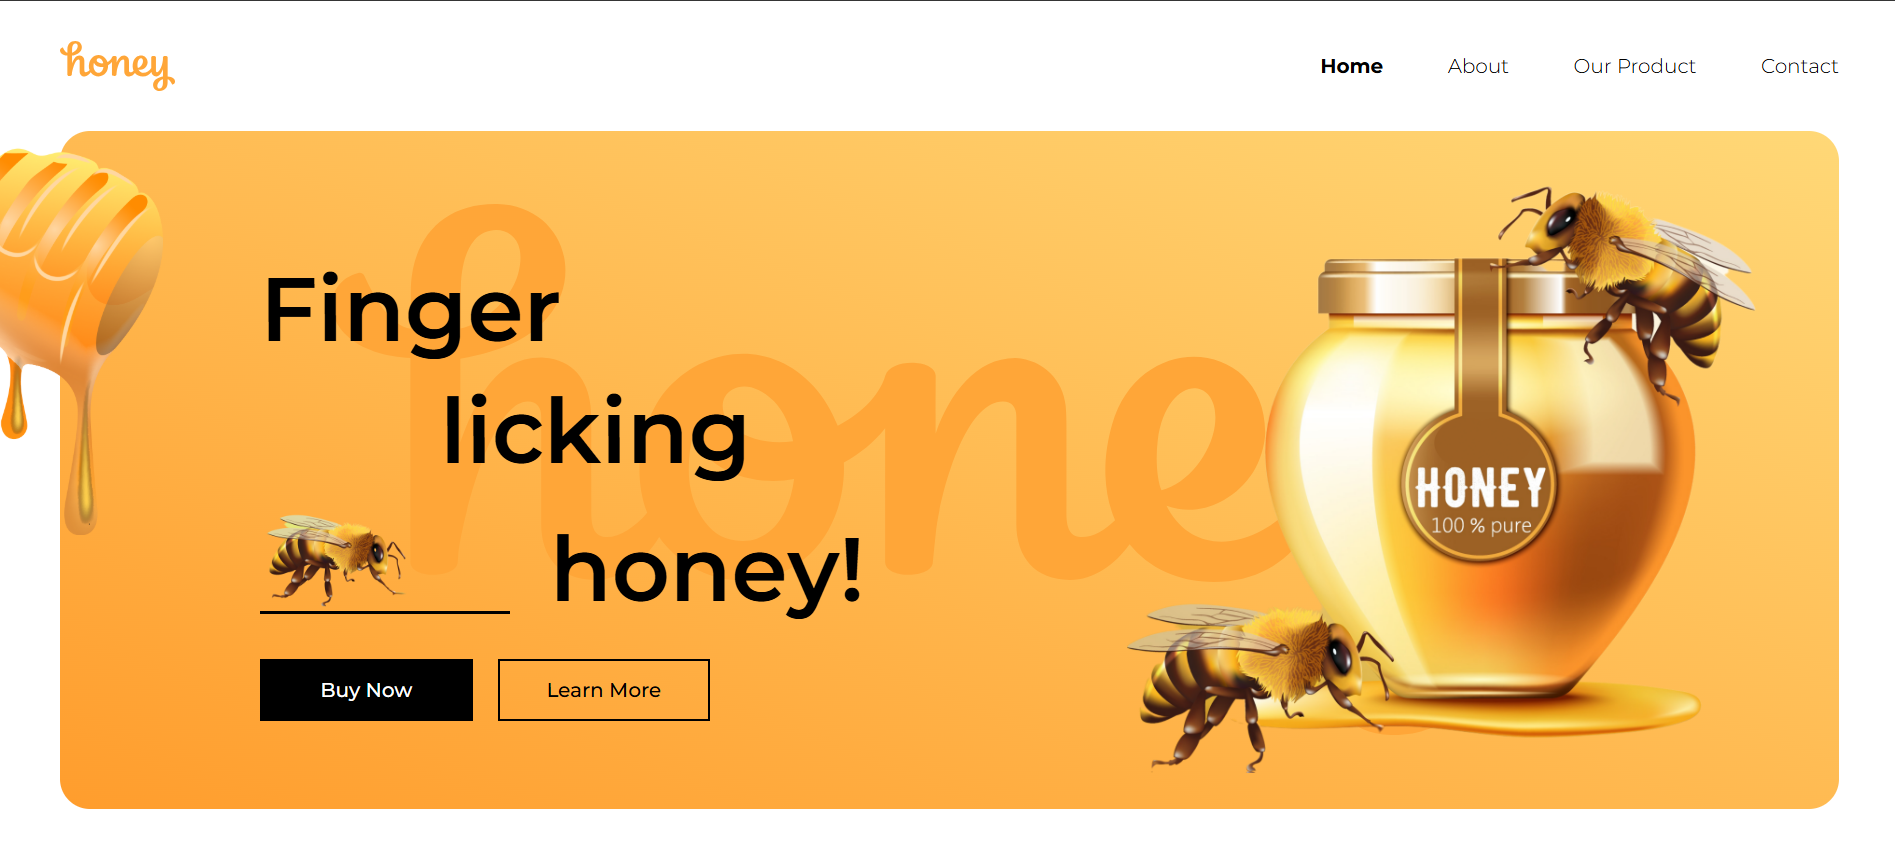 honey
Home About Our Product Contact
honey
Finger
licking
honey!
Buy Now Learn More
HONEY
100 % pure